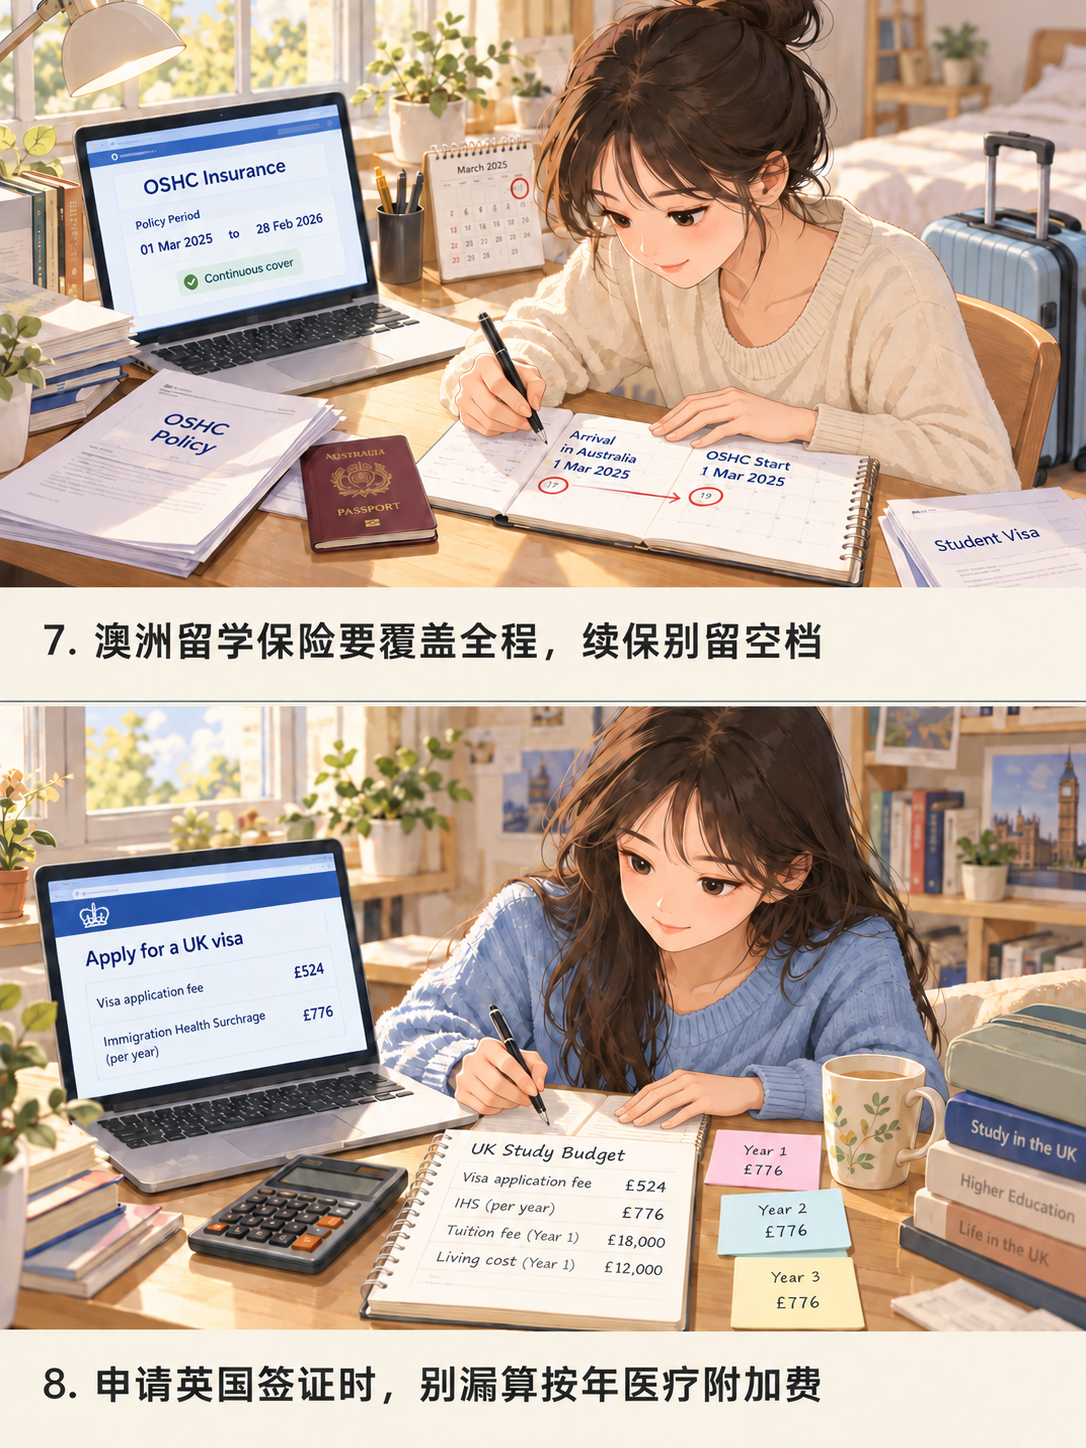 OSHC Insurance
Policy Period
01 Mar 2025 to 28 Feb 2026
Continuous cover
March 2025
OSHC
Policy
AUSTRALIA
PASSPORT
Arrival
in Australia
1 Mar 2025
17
OSHC Start
1 Mar 2025
19
Student Visa
7. 澳洲留学保险要覆盖全程，续保别留空档
Apply for a UK visa
Visa application fee £524
Immigration Health Surchrage £776
(per year)
UK Study Budget
Visa application fee £524
IHS (per year) £776
Tuition fee (Year 1) £18,000
Living cost (Year 1) £12,000
Year 1
£776
Year 2
£776
Year 3
£776
Study in the UK
Higher Education
Life in the UK
8. 申请英国签证时，别漏算按年医疗附加费